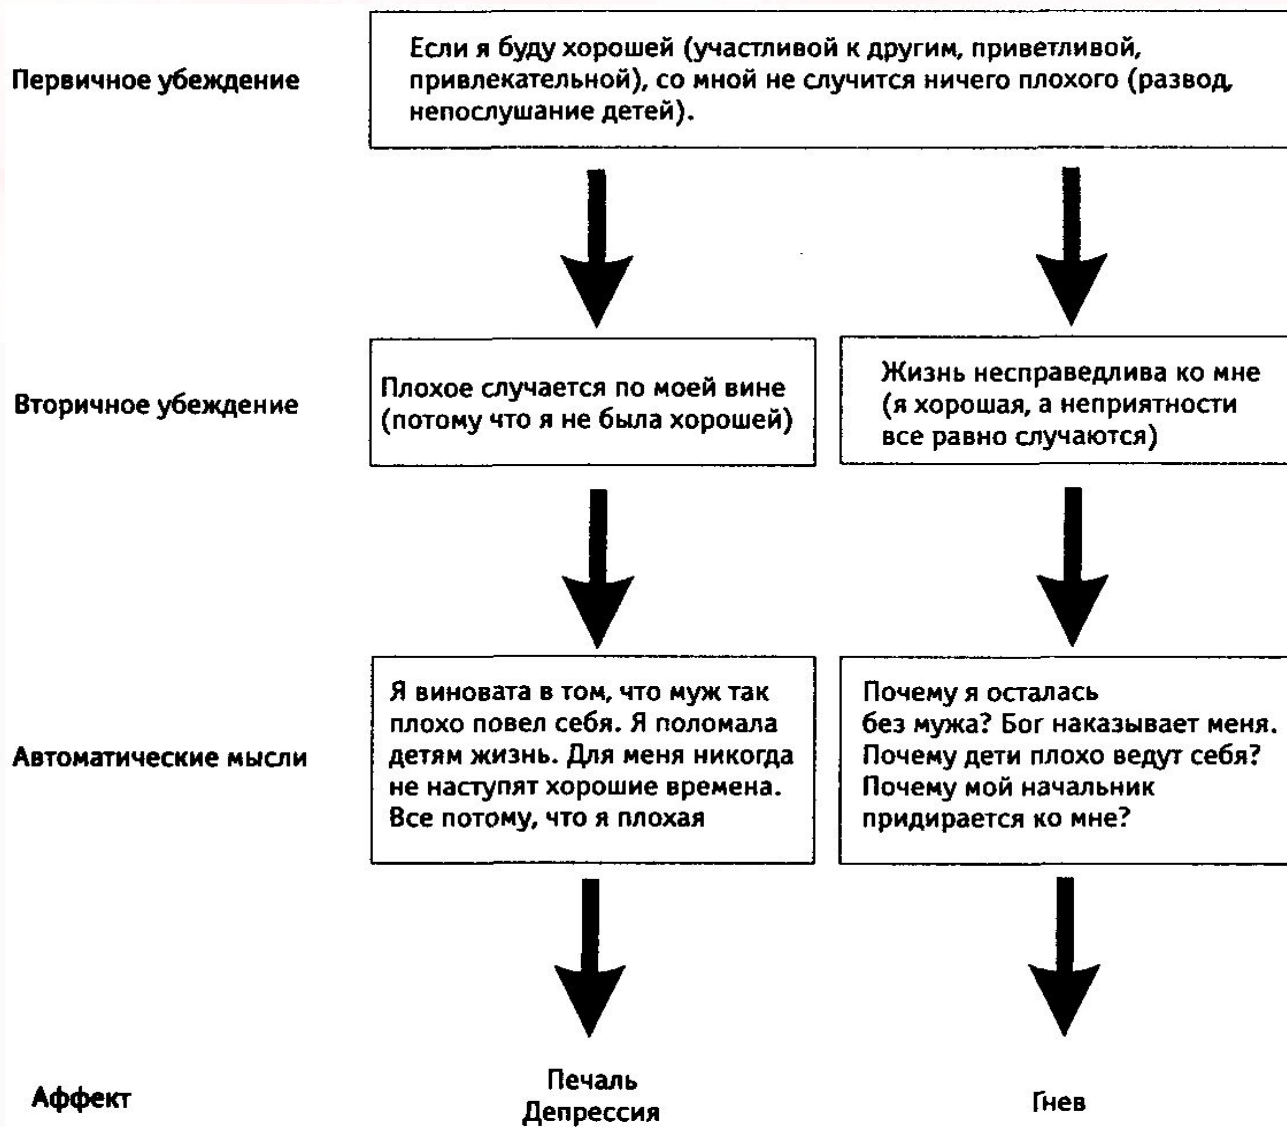 Первичное убеждение
Если я буду хорошей (участливой к другим, приветливой,
привлекательной), со мной не случится ничего плохого (развод,
непослушание детей).
Вторичное убеждение
Плохое случается по моей вине
(потому что я не была хорошей)
Жизнь несправедлива ко мне
(я хорошая, а неприятности
все равно случаются)
Автоматические мысли
Я виновата в том, что муж так
плохо повел себя. Я поломала
детям жизнь. Для меня никогда
не наступят хорошие времена.
Все потому, что я плохая
Почему я осталась
без мужа? Бог наказывает меня.
Почему дети плохо ведут себя?
Почему мой начальник
придирается ко мне?
Аффект
Печаль
Депрессия
Гнев